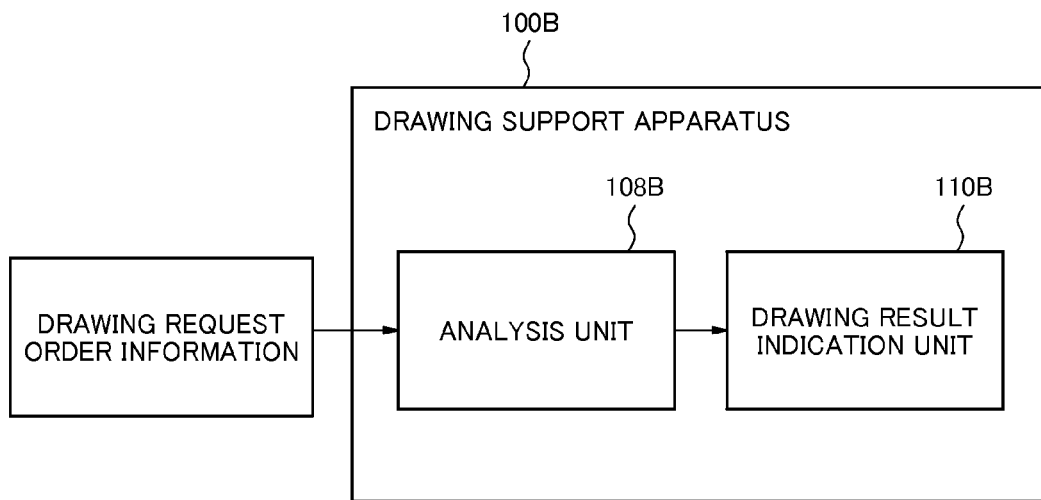 100B
DRAWING SUPPORT APPARATUS
108B
110B
DRAWING REQUEST
ORDER INFORMATION
ANALYSIS UNIT
DRAWING RESULT
INDICATION UNIT